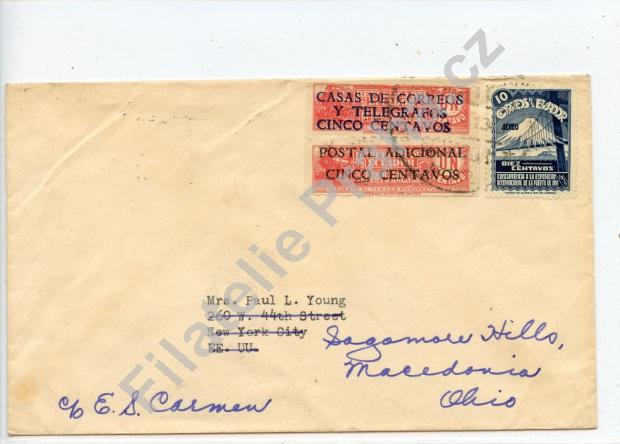 CASAS DE CORREOS
Y TELEGRAFOS
CINCO CENTAVOS
POSTAL ADICIONAL
CINCO CENTAVOS
10
ECUADOR
AEREO
DIEZ
CENTAVOS
Mrs. Paul L. Young
260 W. 44th Street
New York City
EE. UU.
Sagamore Hills,
Macedonia
Ohio
c/o E. S. Carmen
Filatelie